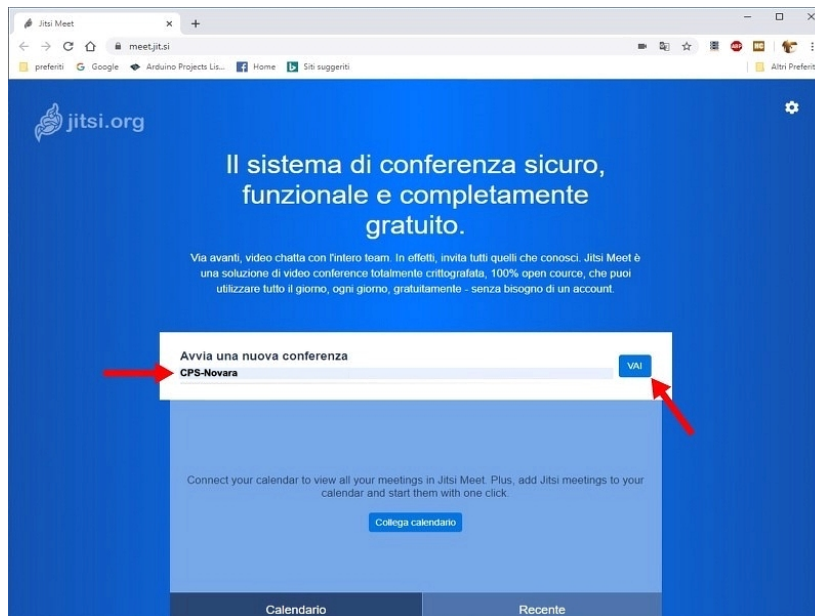 Jitsi Meet
meet.jit.si
preferiti Google Arduino Projects Lis... Home Siti suggeriti Altri Preferiti
jitsi.org
Il sistema di conferenza sicuro,
funzionale e completamente
gratuito.
Via avanti, video chatta con l'intero team. In effetti, invita tutti quelli che conosci. Jitsi Meet è
una soluzione di video conference totalmente crittografata, 100% open cource, che puoi
utilizzare tutto il giorno, ogni giorno, gratuitamente - senza bisogno di un account.
Avvia una nuova conferenza
CPS-Novara
VAI
Connect your calendar to view all your meetings in Jitsi Meet. Plus, add Jitsi meetings to your
calendar and start them with one click.
Collega calendario
Calendario Recente